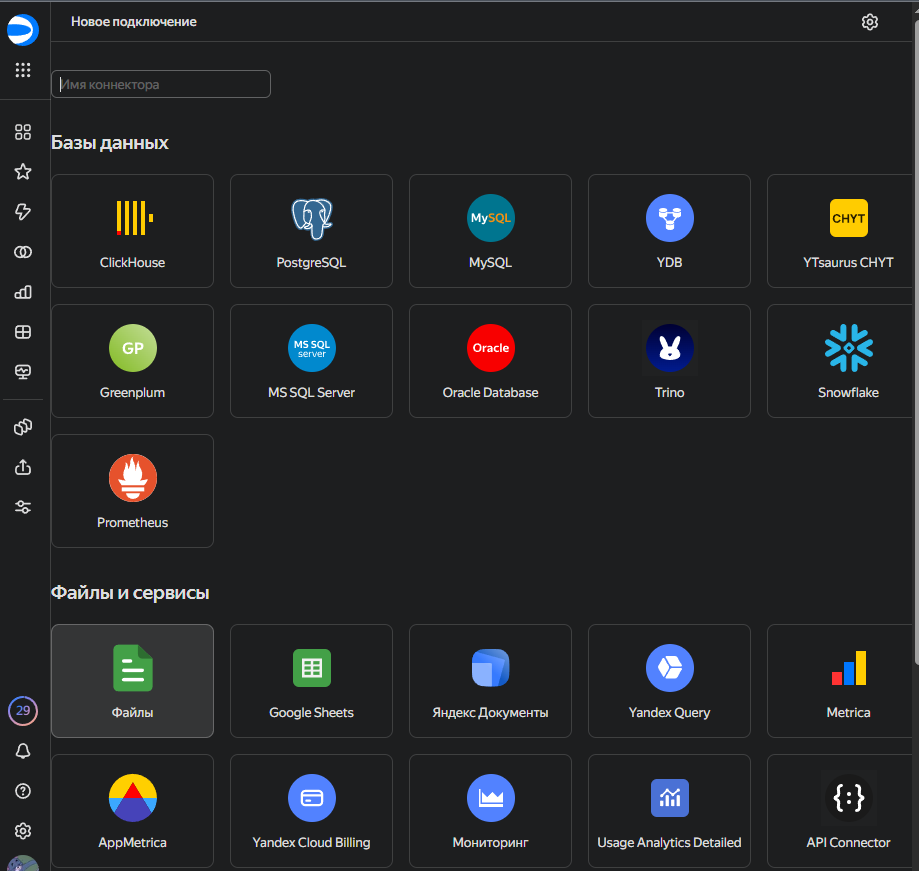 Новое подключение
Имя коннектора
Базы данных
ClickHouse
PostgreSQL
MySQL
MySQL
YDB
CHYT
YTsaurus CHYT
GP
Greenplum
MS SQL
server
MS SQL Server
Oracle
Oracle Database
Trino
Snowflake
Prometheus
Файлы и сервисы
Файлы
Google Sheets
Яндекс Документы
Yandex Query
Metrica
29
AppMetrica
Yandex Cloud Billing
Мониторинг
Usage Analytics Detailed
API Connector